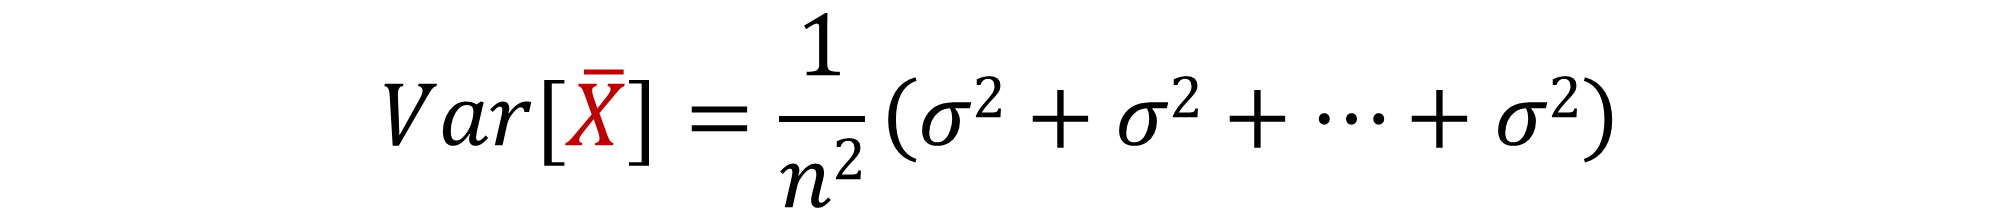 Var[X̄] = 1/n² (σ² + σ² + ⋯ + σ²)